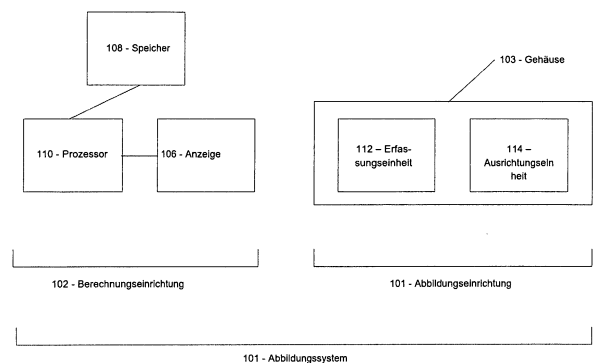 108 - Speicher
103 - Gehäuse
110 - Prozessor
106 - Anzeige
112 – Erfas-
sungseinheit
114 –
Ausrichtungsein
heit
102 - Berechnungseinrichtung
101 - Abbildungseinrichtung
101 - Abbildungssystem